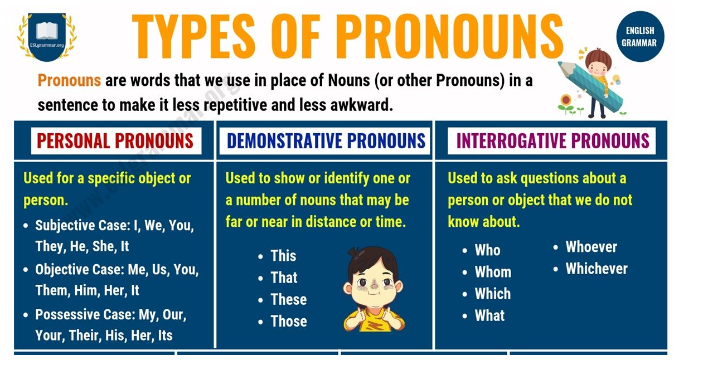 TYPES OF PRONOUNS
ESLgrammar.org
ENGLISH
GRAMMAR
Pronouns are words that we use in place of Nouns (or other Pronouns) in a
sentence to make it less repetitive and less awkward.
PERSONAL PRONOUNS
Used for a specific object or
person.
• Subjective Case: I, We, You,
They, He, She, It
• Objective Case: Me, Us, You,
Them, Him, Her, It
• Possessive Case: My, Our,
Your, Their, His, Her, Its
DEMONSTRATIVE PRONOUNS
Used to show or identify one or
a number of nouns that may be
far or near in distance or time.
• This
• That
• These
• Those
INTERROGATIVE PRONOUNS
Used to ask questions about a
person or object that we do not
know about.
• Who
• Whom
• Which
• What
• Whoever
• Whichever